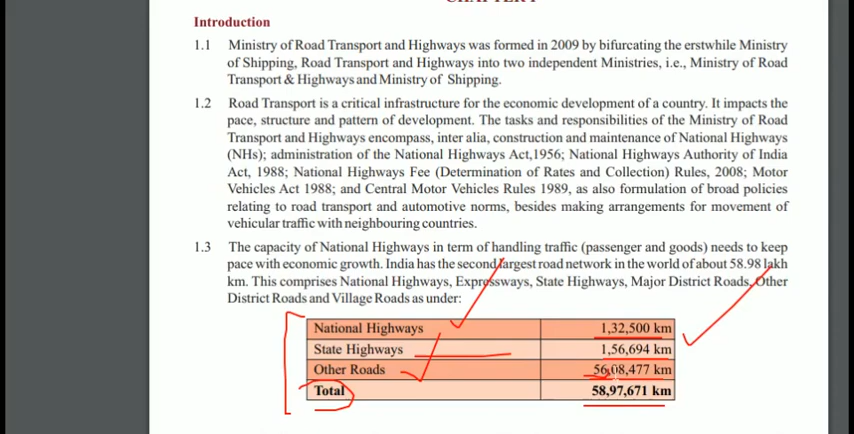 Introduction
1.1 Ministry of Road Transport and Highways was formed in 2009 by bifurcating the erstwhile Ministry
of Shipping, Road Transport and Highways into two independent Ministries, i.e., Ministry of Road
Transport & Highways and Ministry of Shipping.
1.2 Road Transport is a critical infrastructure for the economic development of a country. It impacts the
pace, structure and pattern of development. The tasks and responsibilities of the Ministry of Road
Transport and Highways encompass, inter alia, construction and maintenance of National Highways
(NHs); administration of the National Highways Act,1956; National Highways Authority of India
Act, 1988; National Highways Fee (Determination of Rates and Collection) Rules, 2008; Motor
Vehicles Act 1988; and Central Motor Vehicles Rules 1989, as also formulation of broad policies
relating to road transport and automotive norms, besides making arrangements for movement of
vehicular traffic with neighbouring countries.
1.3 The capacity of National Highways in term of handling traffic (passenger and goods) needs to keep
pace with economic growth. India has the second largest road network in the world of about 58.98 lakh
km. This comprises National Highways, Expressways, State Highways, Major District Roads, Other
District Roads and Village Roads as under:
National Highways 1,32,500 km
State Highways 1,56,694 km
Other Roads 56,08,477 km
Total 58,97,671 km